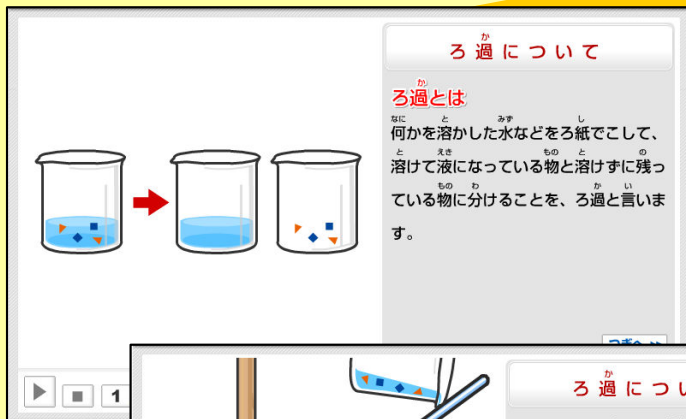 ろ過について
ろ過とは
何かを溶かした水などをろ紙でこして、
溶けて液になっている物と溶けずに残っ
ている物に分けることを、ろ過と言いま
す。
つぎへ
1
ろ過につい